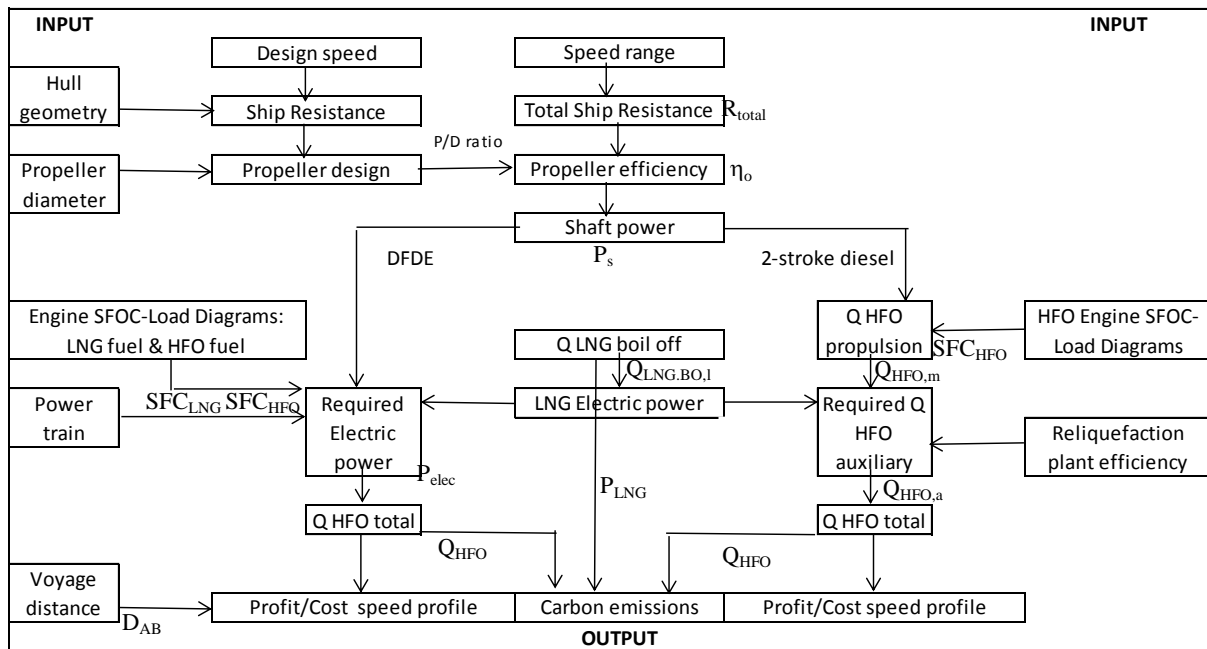 INPUT
INPUT
Design speed
Speed range
Hull
geometry
Ship Resistance
Total Ship Resistance
R_total
P/D ratio
Propeller
diameter
Propeller design
Propeller efficiency
η_o
Shaft power
P_s
DFDE
2-stroke diesel
Engine SFOC-Load Diagrams:
LNG fuel & HFO fuel
Q LNG boil off
Q HFO
propulsion
HFO Engine SFOC-
Load Diagrams
SFC_HFO
Q_LNG.BO,l
Q_HFO,m
SFC_LNG SFC_HFO
Power
train
Required
Electric
power
LNG Electric power
Required Q
HFO
auxiliary
Reliquefaction
plant efficiency
P_elec
P_LNG
Q_HFO,a
Q HFO total
Q HFO total
Q_HFO
Q_HFO
Voyage
distance
D_AB
Profit/Cost speed profile
Carbon emissions
Profit/Cost speed profile
OUTPUT